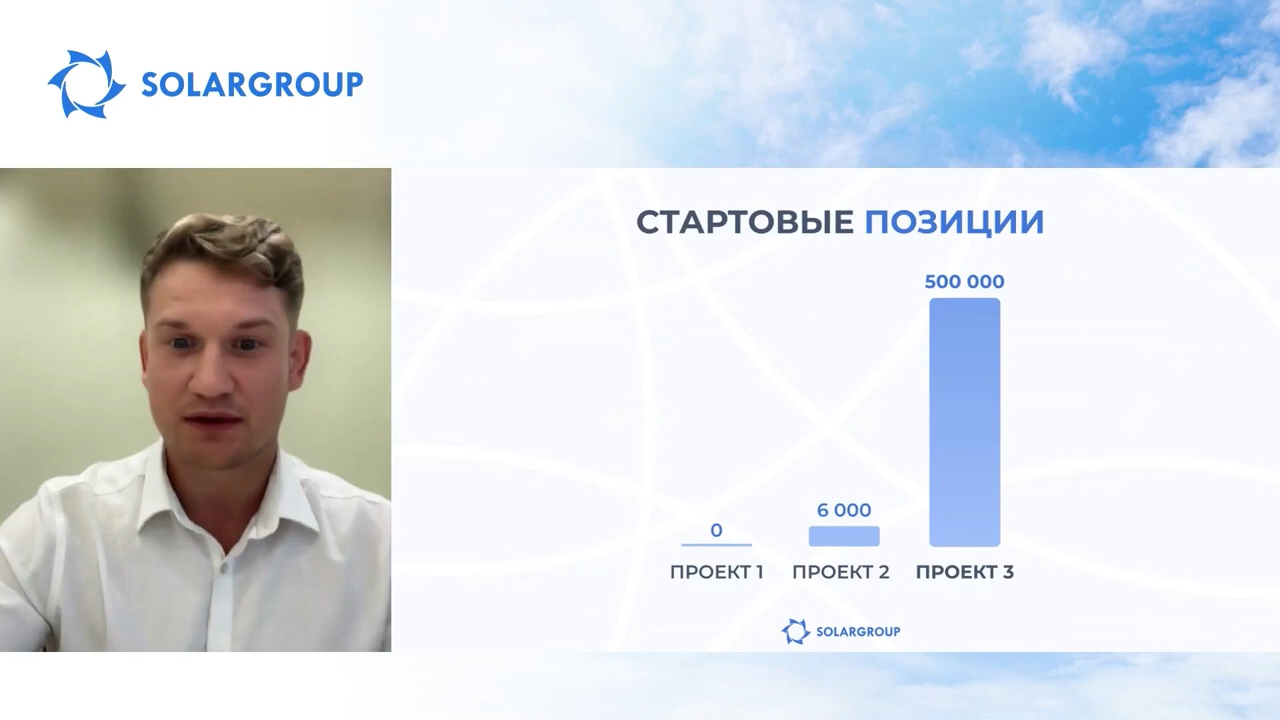 SOLARGROUP
СТАРТОВЫЕ ПОЗИЦИИ
500 000
6 000
0
ПРОЕКТ 1 ПРОЕКТ 2 ПРОЕКТ 3
SOLARGROUP